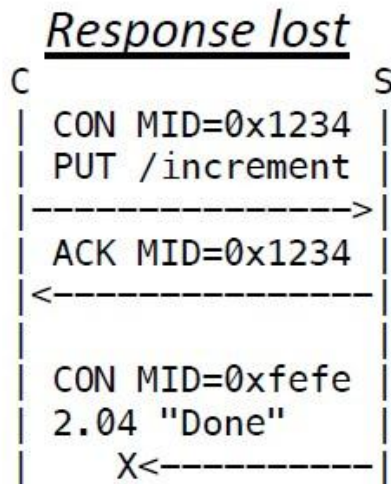 Response lost
C S
| CON MID=0x1234 |
| PUT /increment |
|--------------->|
| ACK MID=0x1234 |
|<---------------|
| |
| CON MID=0xfefe |
| 2.04 "Done" |
| X<----------|